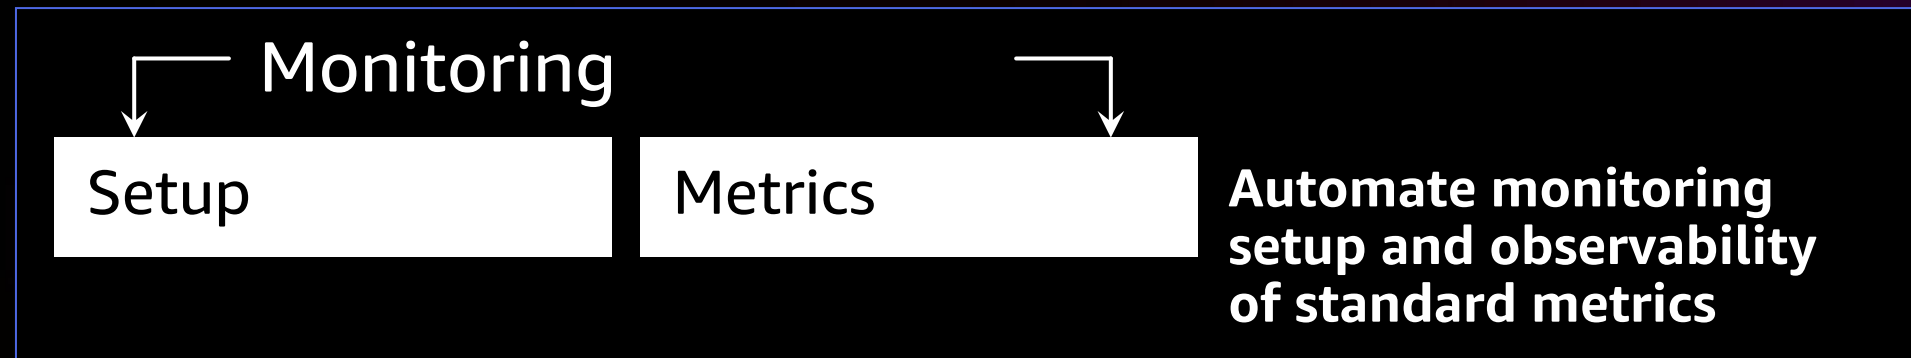 Monitoring
Setup
Metrics
Automate monitoring
setup and observability
of standard metrics